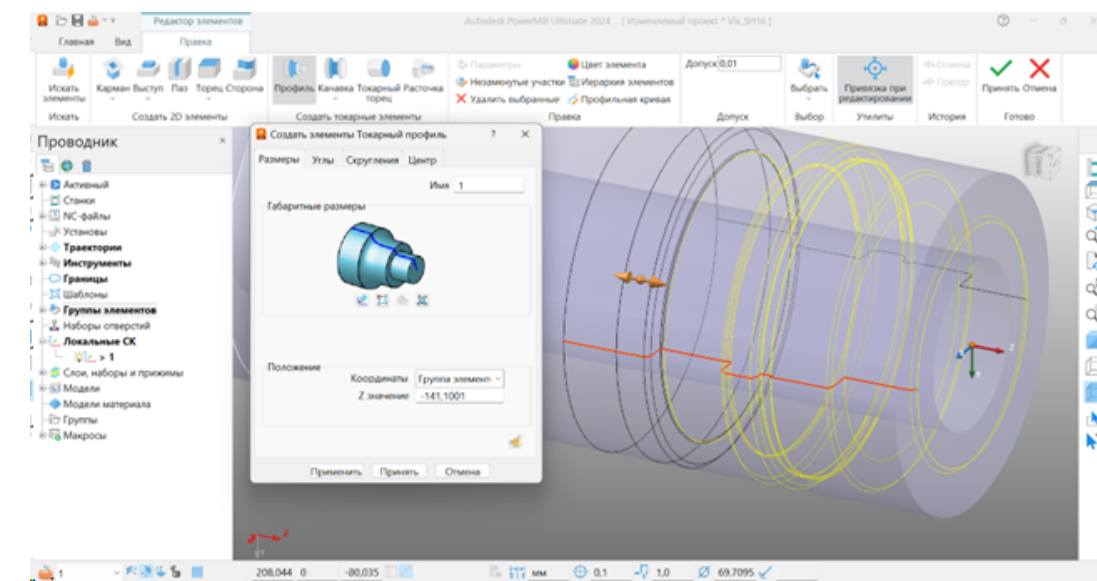 Редактор элементов
Autodesk PowerMill Ultimate 2024 [Изменяемый проект * Vis_SH16 ]
Главная Вид Правка
Искать элементы
Карман Выступ Паз Торец Сторона
Профиль Канавка Токарный торец Расточка
Параметры
Незамкнутые участки
Удалить выбранные
Цвет элемента
Иерархия элементов
Профильная кривая
Допуск 0,01
Выбрать
Привязка при редактировании
Отмена
Повтор
Принять Отмена
Искать Создать 2D элементы Создать токарные элементы Правка Допуск Выбор Утилиты История Готово
Проводник ×
Активный
Станки
NC-файлы
Установы
Траектории
Инструменты
Границы
Шаблоны
Группы элементов
Наборы отверстий
Локальные СК
> 1
Слои, наборы и прижимы
Модели
Модели материала
Группы
Макросы
Создать элементы Токарный профиль ? ×
Размеры Углы Скругления Центр
Имя 1
Габаритные размеры
Положение
Координаты Группа элемент
Z значение -141,1001
Применить Принять Отмена
Z
Z
1 208,044 0 -80,035 мм 0,1 1,0 69,7095